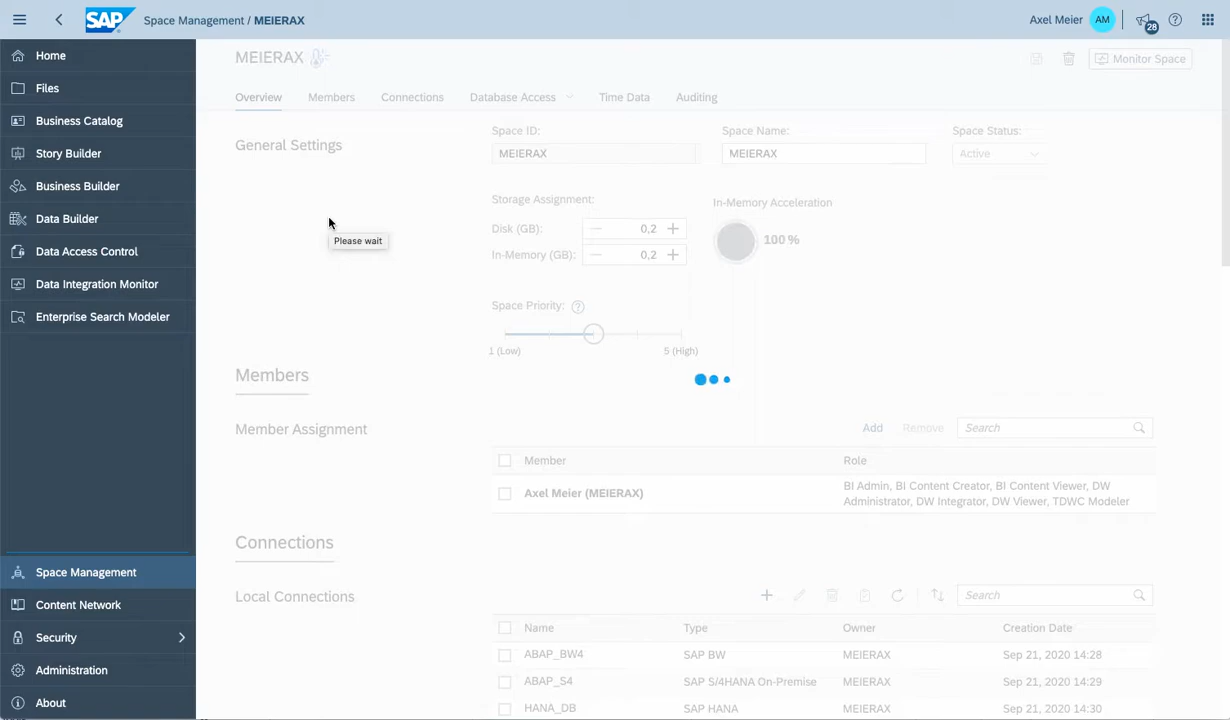 SAP Space Management / MEIERAX Axel Meier AM 28
Home
Files
Business Catalog
Story Builder
Business Builder
Data Builder
Data Access Control
Data Integration Monitor
Enterprise Search Modeler
Space Management
Content Network
Security
Administration
About
MEIERAX Monitor Space
Overview Members Connections Database Access Time Data Auditing
General Settings
Space ID: Space Name: Space Status:
MEIERAX MEIERAX Active
Storage Assignment: In-Memory Acceleration
Disk (GB): 0,2
100 %
In-Memory (GB): 0,2
Please wait
Space Priority:
1 (Low) 5 (High)
Members
Member Assignment Add Remove Search
Member Role
Axel Meier (MEIERAX) BI Admin, BI Content Creator, BI Content Viewer, DW
Administrator, DW Integrator, DW Viewer, TDWC Modeler
Connections
Local Connections Search
Name Type Owner Creation Date
ABAP_BW4 SAP BW MEIERAX Sep 21, 2020 14:28
ABAP_S4 SAP S/4HANA On-Premise MEIERAX Sep 21, 2020 14:29
HANA_DB SAP HANA MEIERAX Sep 21, 2020 14:30